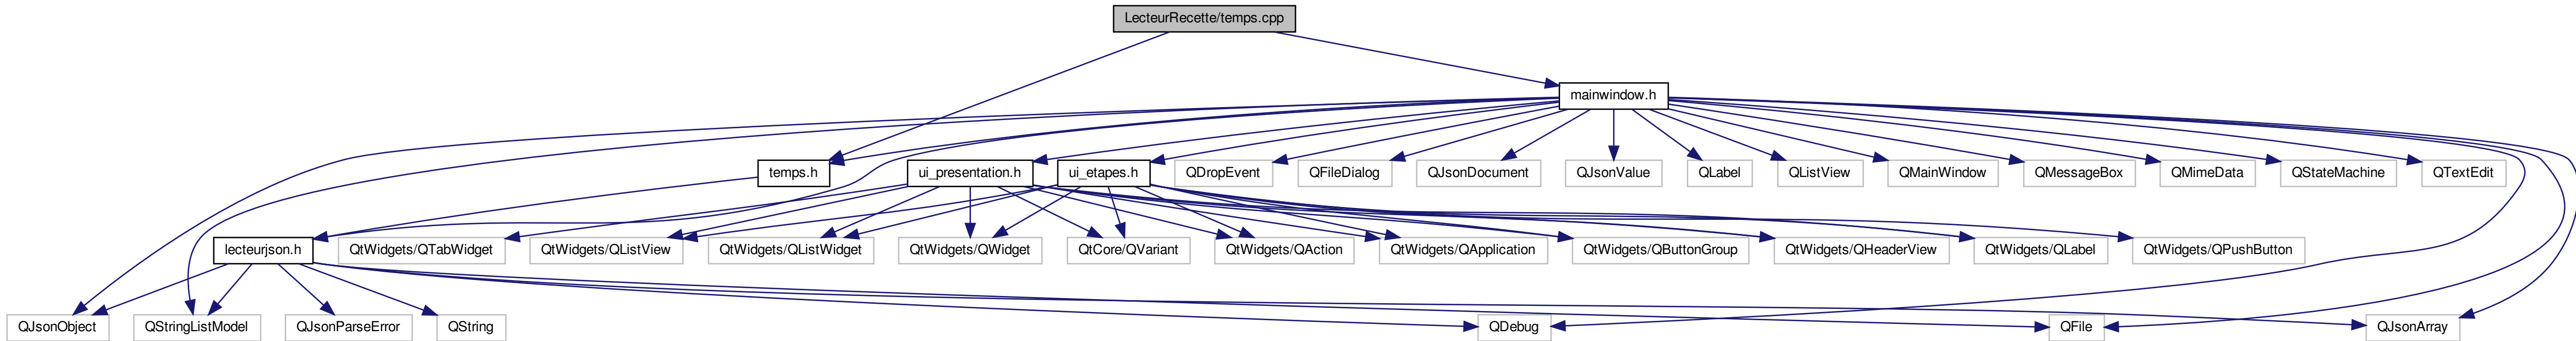 LecteurRecette/temps.cpp
mainwindow.h
temps.h
ui_presentation.h
ui_etapes.h
QDropEvent
QFileDialog
QJsonDocument
QJsonValue
QLabel
QListView
QMainWindow
QMessageBox
QMimeData
QStateMachine
QTextEdit
lecteurjson.h
QtWidgets/QTabWidget
QtWidgets/QListView
QtWidgets/QListWidget
QtWidgets/QWidget
QtCore/QVariant
QtWidgets/QAction
QtWidgets/QApplication
QtWidgets/QButtonGroup
QtWidgets/QHeaderView
QtWidgets/QLabel
QtWidgets/QPushButton
QJsonObject
QStringListModel
QJsonParseError
QString
QDebug
QFile
QJsonArray